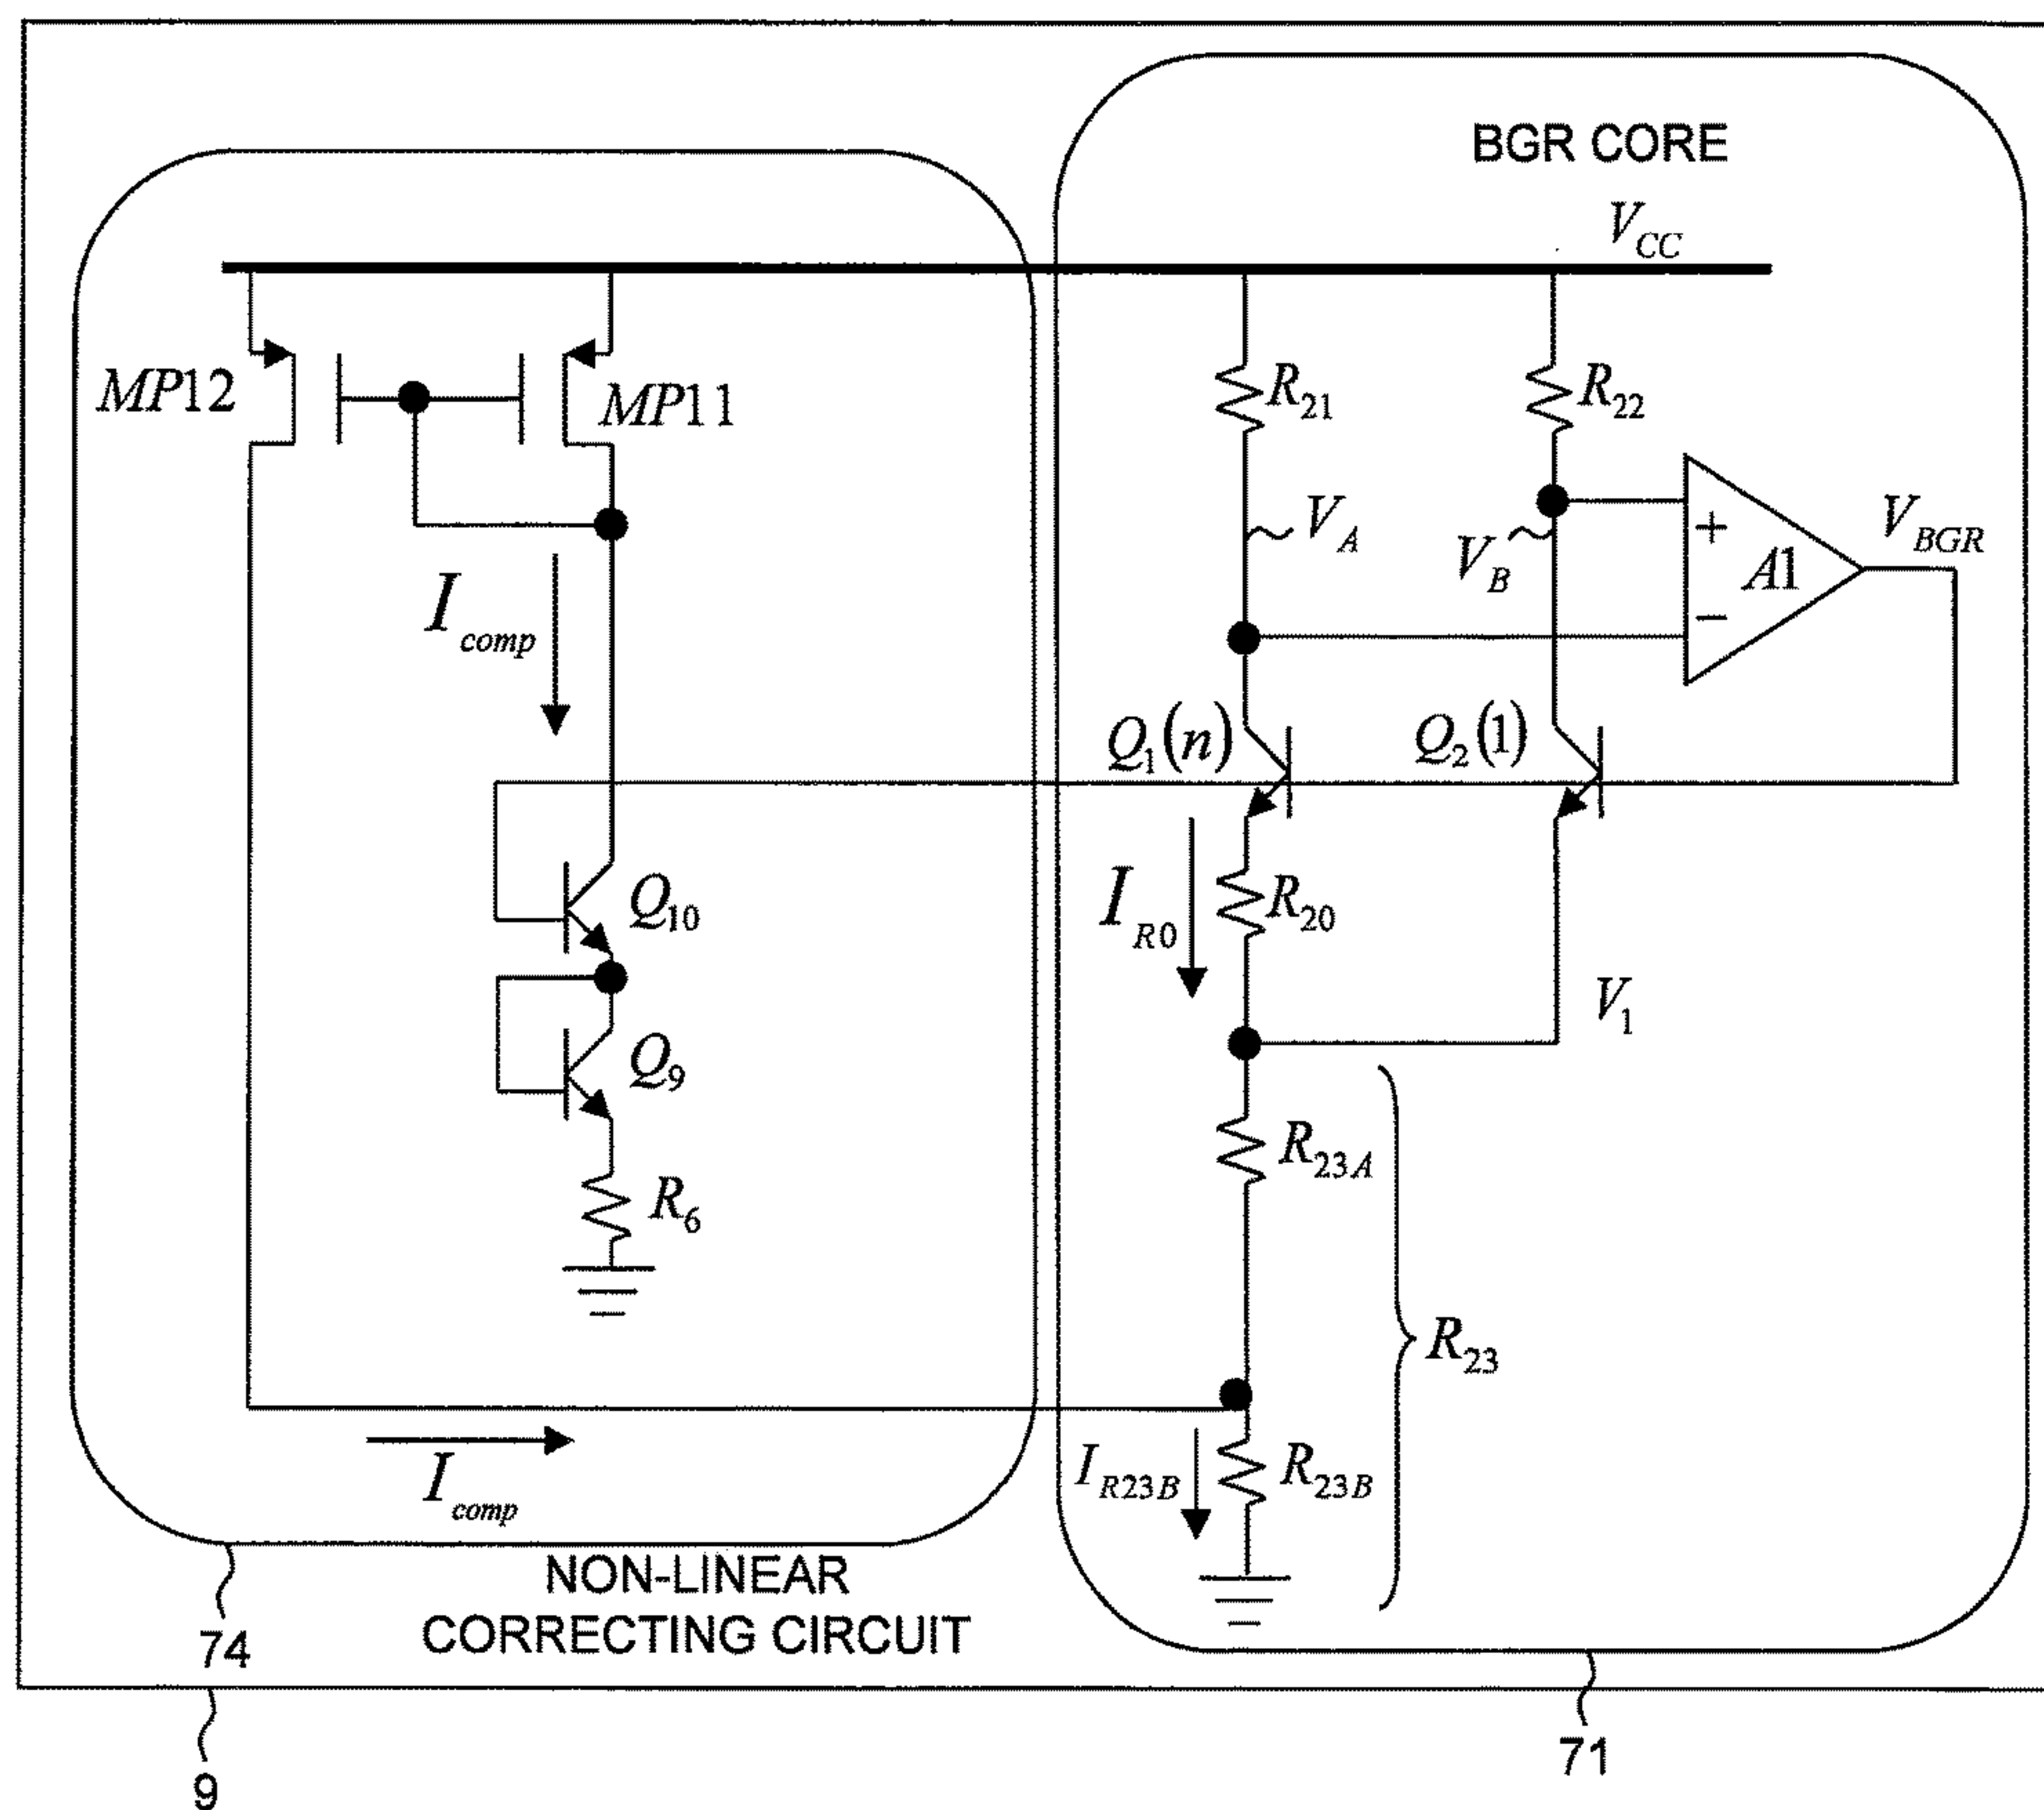 BGR CORE
V_CC
MP12
MP11
R_21
R_22
V_A
V_B
+
−
A1
V_BGR
I_comp
Q_1(n)
Q_2(1)
Q_10
I_R0
R_20
V_1
Q_9
R_6
R_23A
R_23
I_comp
I_R23B
R_23B
NON-LINEAR
CORRECTING CIRCUIT
74
71
9